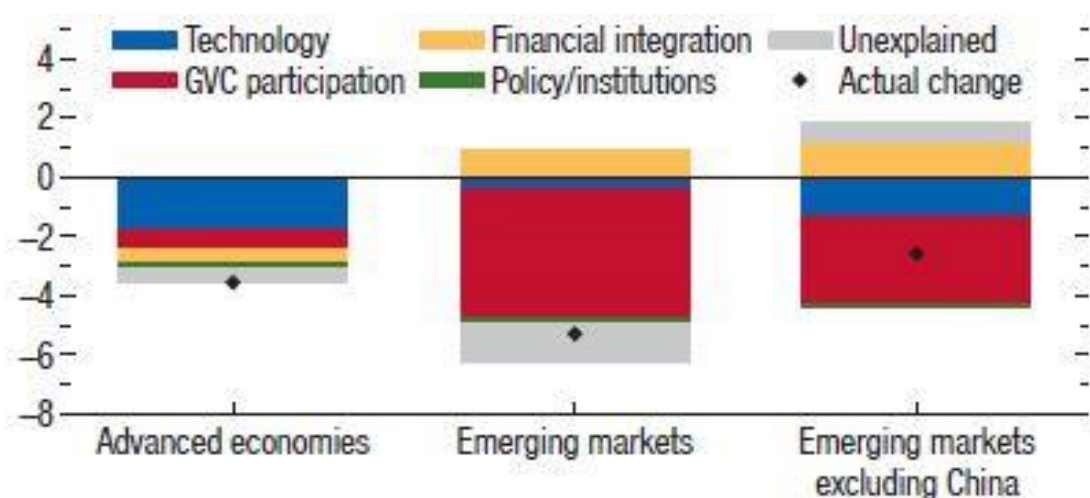 Technology Financial integration Unexplained
GVC participation Policy/institutions Actual change
4
2
0
–2
–4
–6
–8
Advanced economies Emerging markets Emerging markets
excluding China